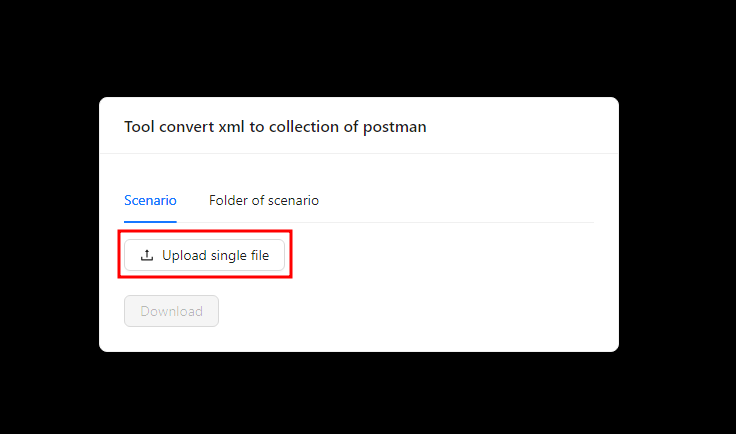 Tool convert xml to collection of postman
Scenario Folder of scenario
Upload single file
Download